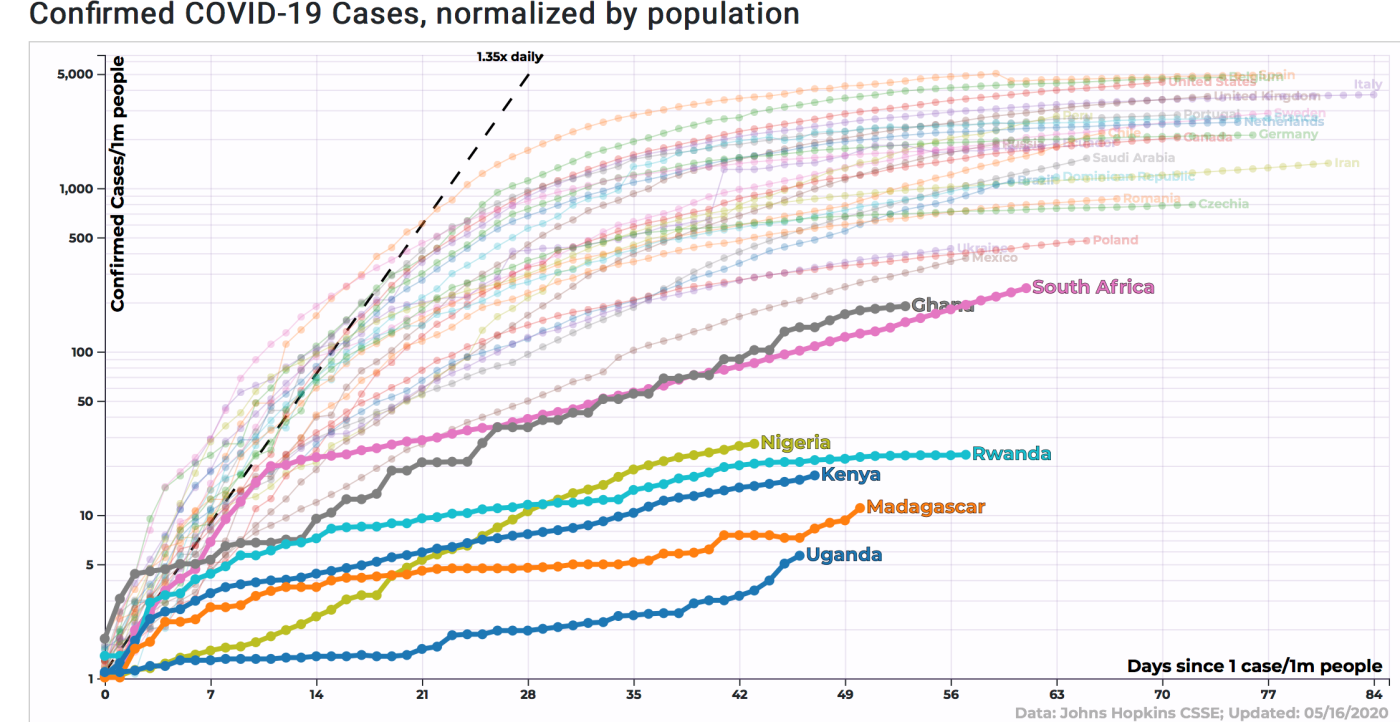 Confirmed COVID-19 Cases, normalized by population
1.35x daily
Confirmed Cases/1m people
5,000
1,000
500
100
50
10
5
1
Spain
Belgium
United States
Italy
United Kingdom
Portugal
Sweden
Netherlands
Peru
Chile
Canada
Germany
Saudi Arabia
Iran
Brazil
Dominican Republic
Romania
Czechia
Poland
Ukraine
Mexico
South Africa
Ghana
Nigeria
Rwanda
Kenya
Madagascar
Uganda
Days since 1 case/1m people
0 7 14 21 28 35 42 49 56 63 70 77 84
Data: Johns Hopkins CSSE; Updated: 05/16/2020